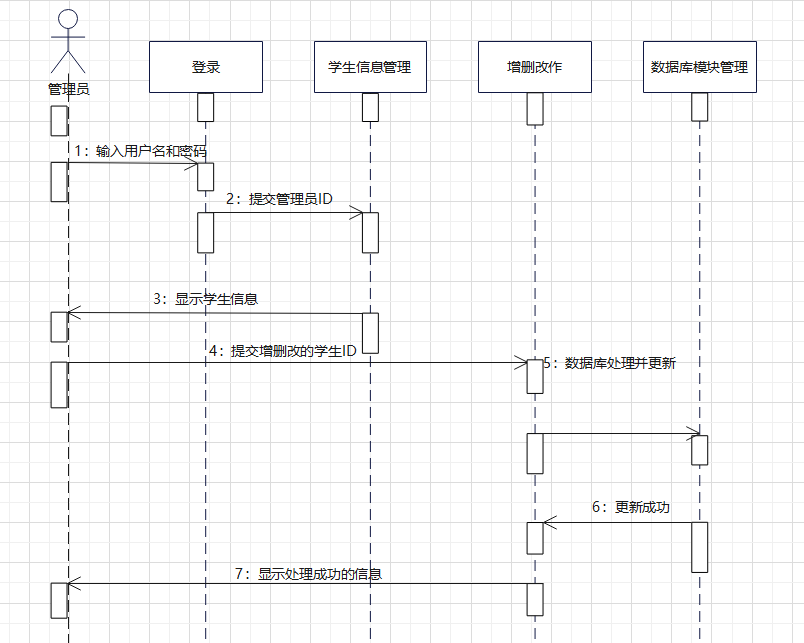 登录
学生信息管理
增删改作
数据库模块管理
管理员
1：输入用户名和密码
2：提交管理员ID
3：显示学生信息
4：提交增删改的学生ID
5：数据库处理并更新
6：更新成功
7：显示处理成功的信息